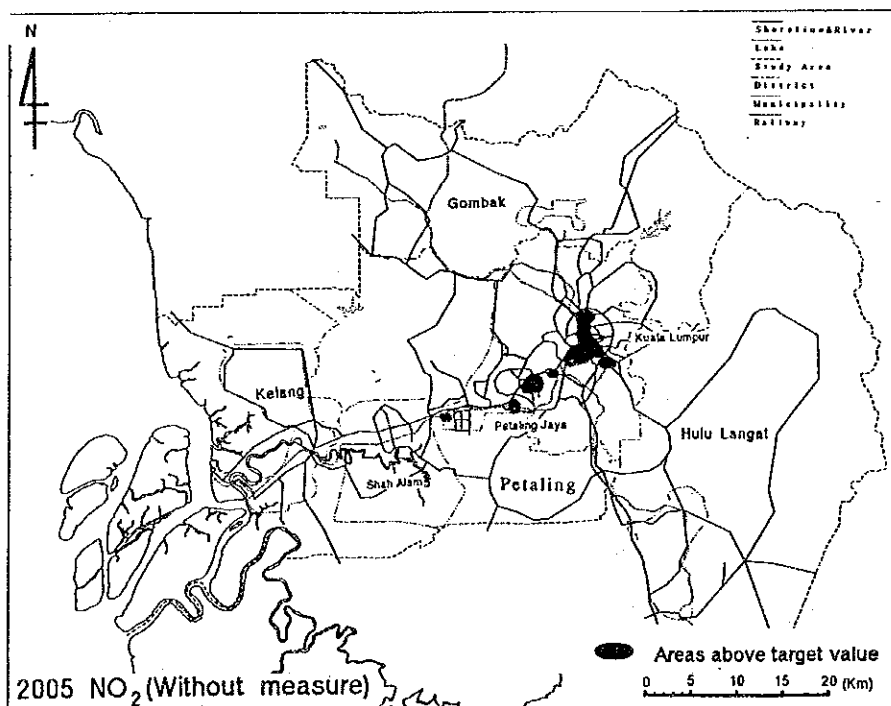 N
Shoreline&River
Lake
Study Area
District
Municipality
Railway
Gombak
Kuala Lumpur
Kelang
Petaling Jaya
Hulu Langat
Shah Alam
Petaling
Areas above target value
2005 NO₂ (Without measure)
0 5 10 20 (Km)